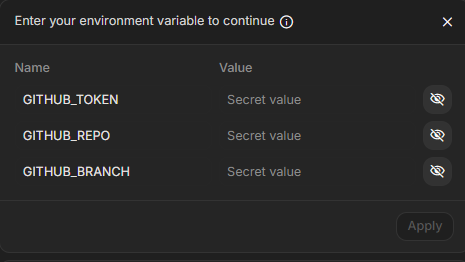 Enter your environment variable to continue
Name Value
GITHUB_TOKEN Secret value
GITHUB_REPO Secret value
GITHUB_BRANCH Secret value
Apply